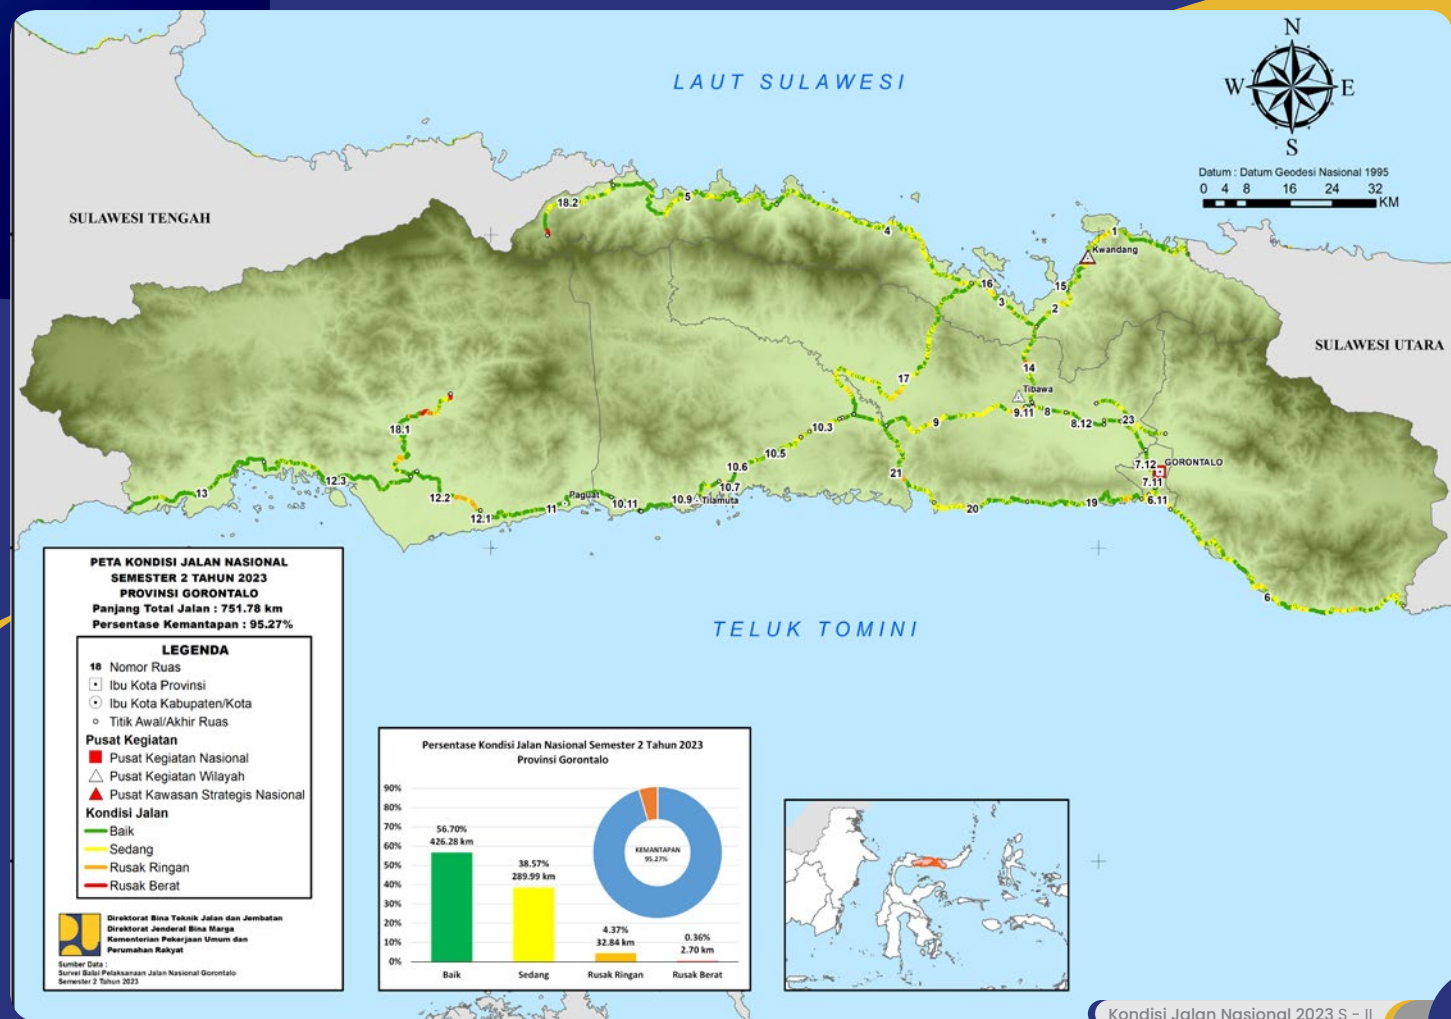 LAUT SULAWESI
N
W
E
S
Datum : Datum Geodesi Nasional 1995
0 4 8 16 24 32
KM
SULAWESI TENGAH
SULAWESI UTARA
18.2
5
4
1
Kwandang
16
15
3
2
17
14
Tibawa
9.11
8
9
8.12
23
10.3
18.1
10.5
10.6
7.12
GORONTALO
7.11
21
10.7
12.3
13
12.2
Paguat
10.11
10.9
Tilamuta
11
12.1
20
19
6.11
6
TELUK TOMINI
PETA KONDISI JALAN NASIONAL
SEMESTER 2 TAHUN 2023
PROVINSI GORONTALO
Panjang Total Jalan : 751.78 km
Persentase Kemantapan : 95.27%
LEGENDA
18 Nomor Ruas
Ibu Kota Provinsi
Ibu Kota Kabupaten/Kota
Titik Awal/Akhir Ruas
Pusat Kegiatan
Pusat Kegiatan Nasional
Pusat Kegiatan Wilayah
Pusat Kawasan Strategis Nasional
Kondisi Jalan
Baik
Sedang
Rusak Ringan
Rusak Berat
Direktorat Bina Teknik Jalan dan Jembatan
Direktorat Jenderal Bina Marga
Kementerian Pekerjaan Umum dan
Perumahan Rakyat
Sumber Data :
Survei Balai Pelaksanaan Jalan Nasional Gorontalo
Semester 2 Tahun 2023
Persentase Kondisi Jalan Nasional Semester 2 Tahun 2023
Provinsi Gorontalo
90%
80%
70%
60%
50%
40%
30%
20%
10%
0%
56.70%
426.28 km
38.57%
289.99 km
4.37%
32.84 km
0.36%
2.70 km
KEMANTAPAN
95.27%
Baik
Sedang
Rusak Ringan
Rusak Berat
Kondisi Jalan Nasional 2023 S - II